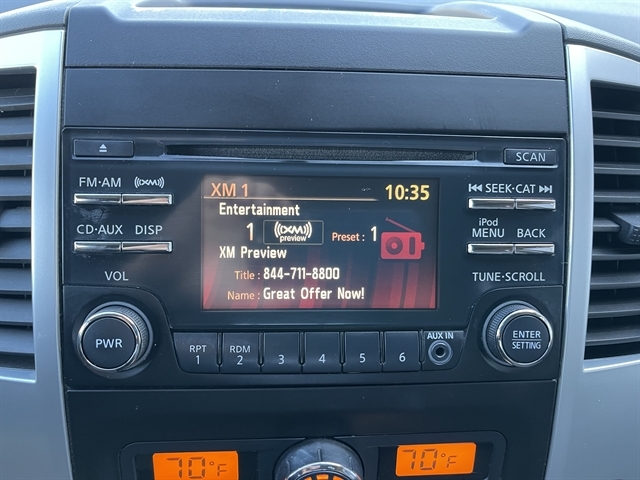 SCAN
FM·AM ((XM))
SEEK·CAT
XM 1 10:35
Entertainment
1 ((XM)) preview Preset : 1
XM Preview
Title : 844-711-8800
Name : Great Offer Now!
CD·AUX DISP
iPod
MENU BACK
VOL
TUNE·SCROLL
PWR
RPT RDM
1 2 3 4 5 6
AUX IN
ENTER
SETTING
70°F 70°F